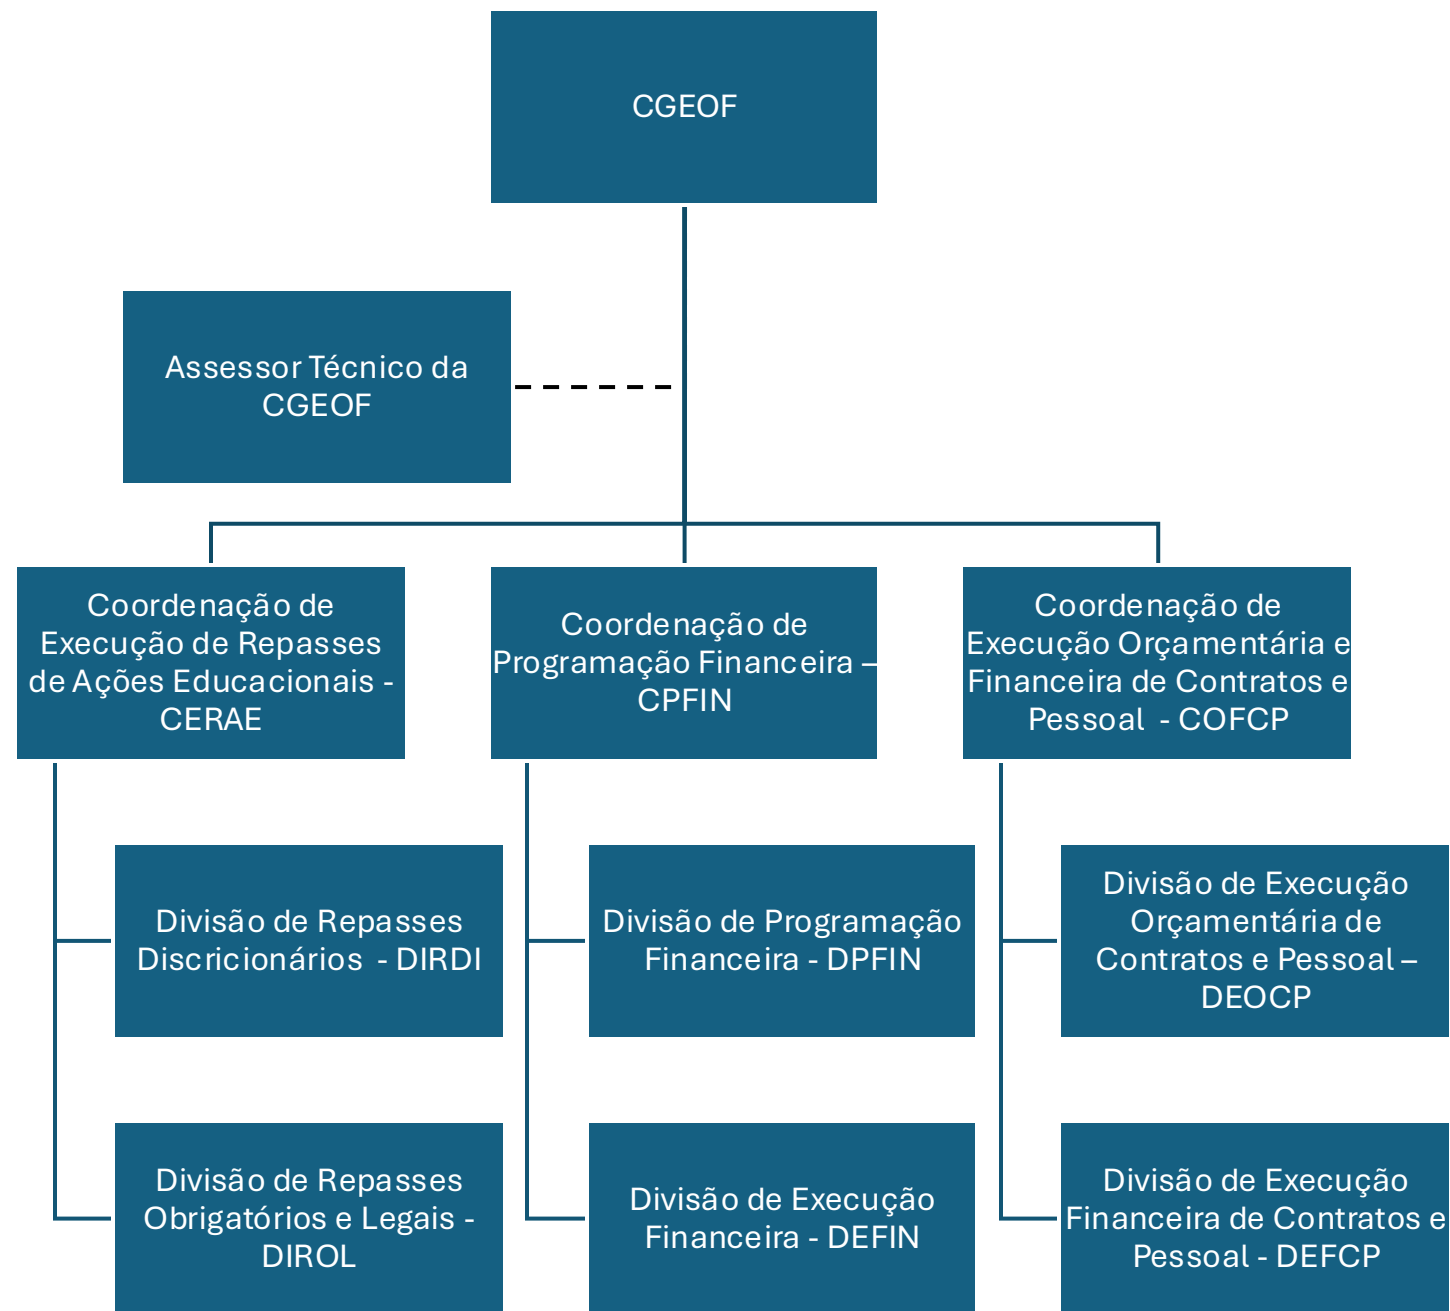 CGEOF
Assessor Técnico da
CGEOF
Coordenação de
Execução de Repasses
de Ações Educacionais -
CERAE
Coordenação de
Programação Financeira –
CPFIN
Coordenação de
Execução Orçamentária e
Financeira de Contratos e
Pessoal - COFCP
Divisão de Repasses
Discricionários - DIRDI
Divisão de Programação
Financeira - DPFIN
Divisão de Execução
Orçamentária de
Contratos e Pessoal –
DEOCP
Divisão de Repasses
Obrigatórios e Legais -
DIROL
Divisão de Execução
Financeira - DEFIN
Divisão de Execução
Financeira de Contratos e
Pessoal - DEFCP